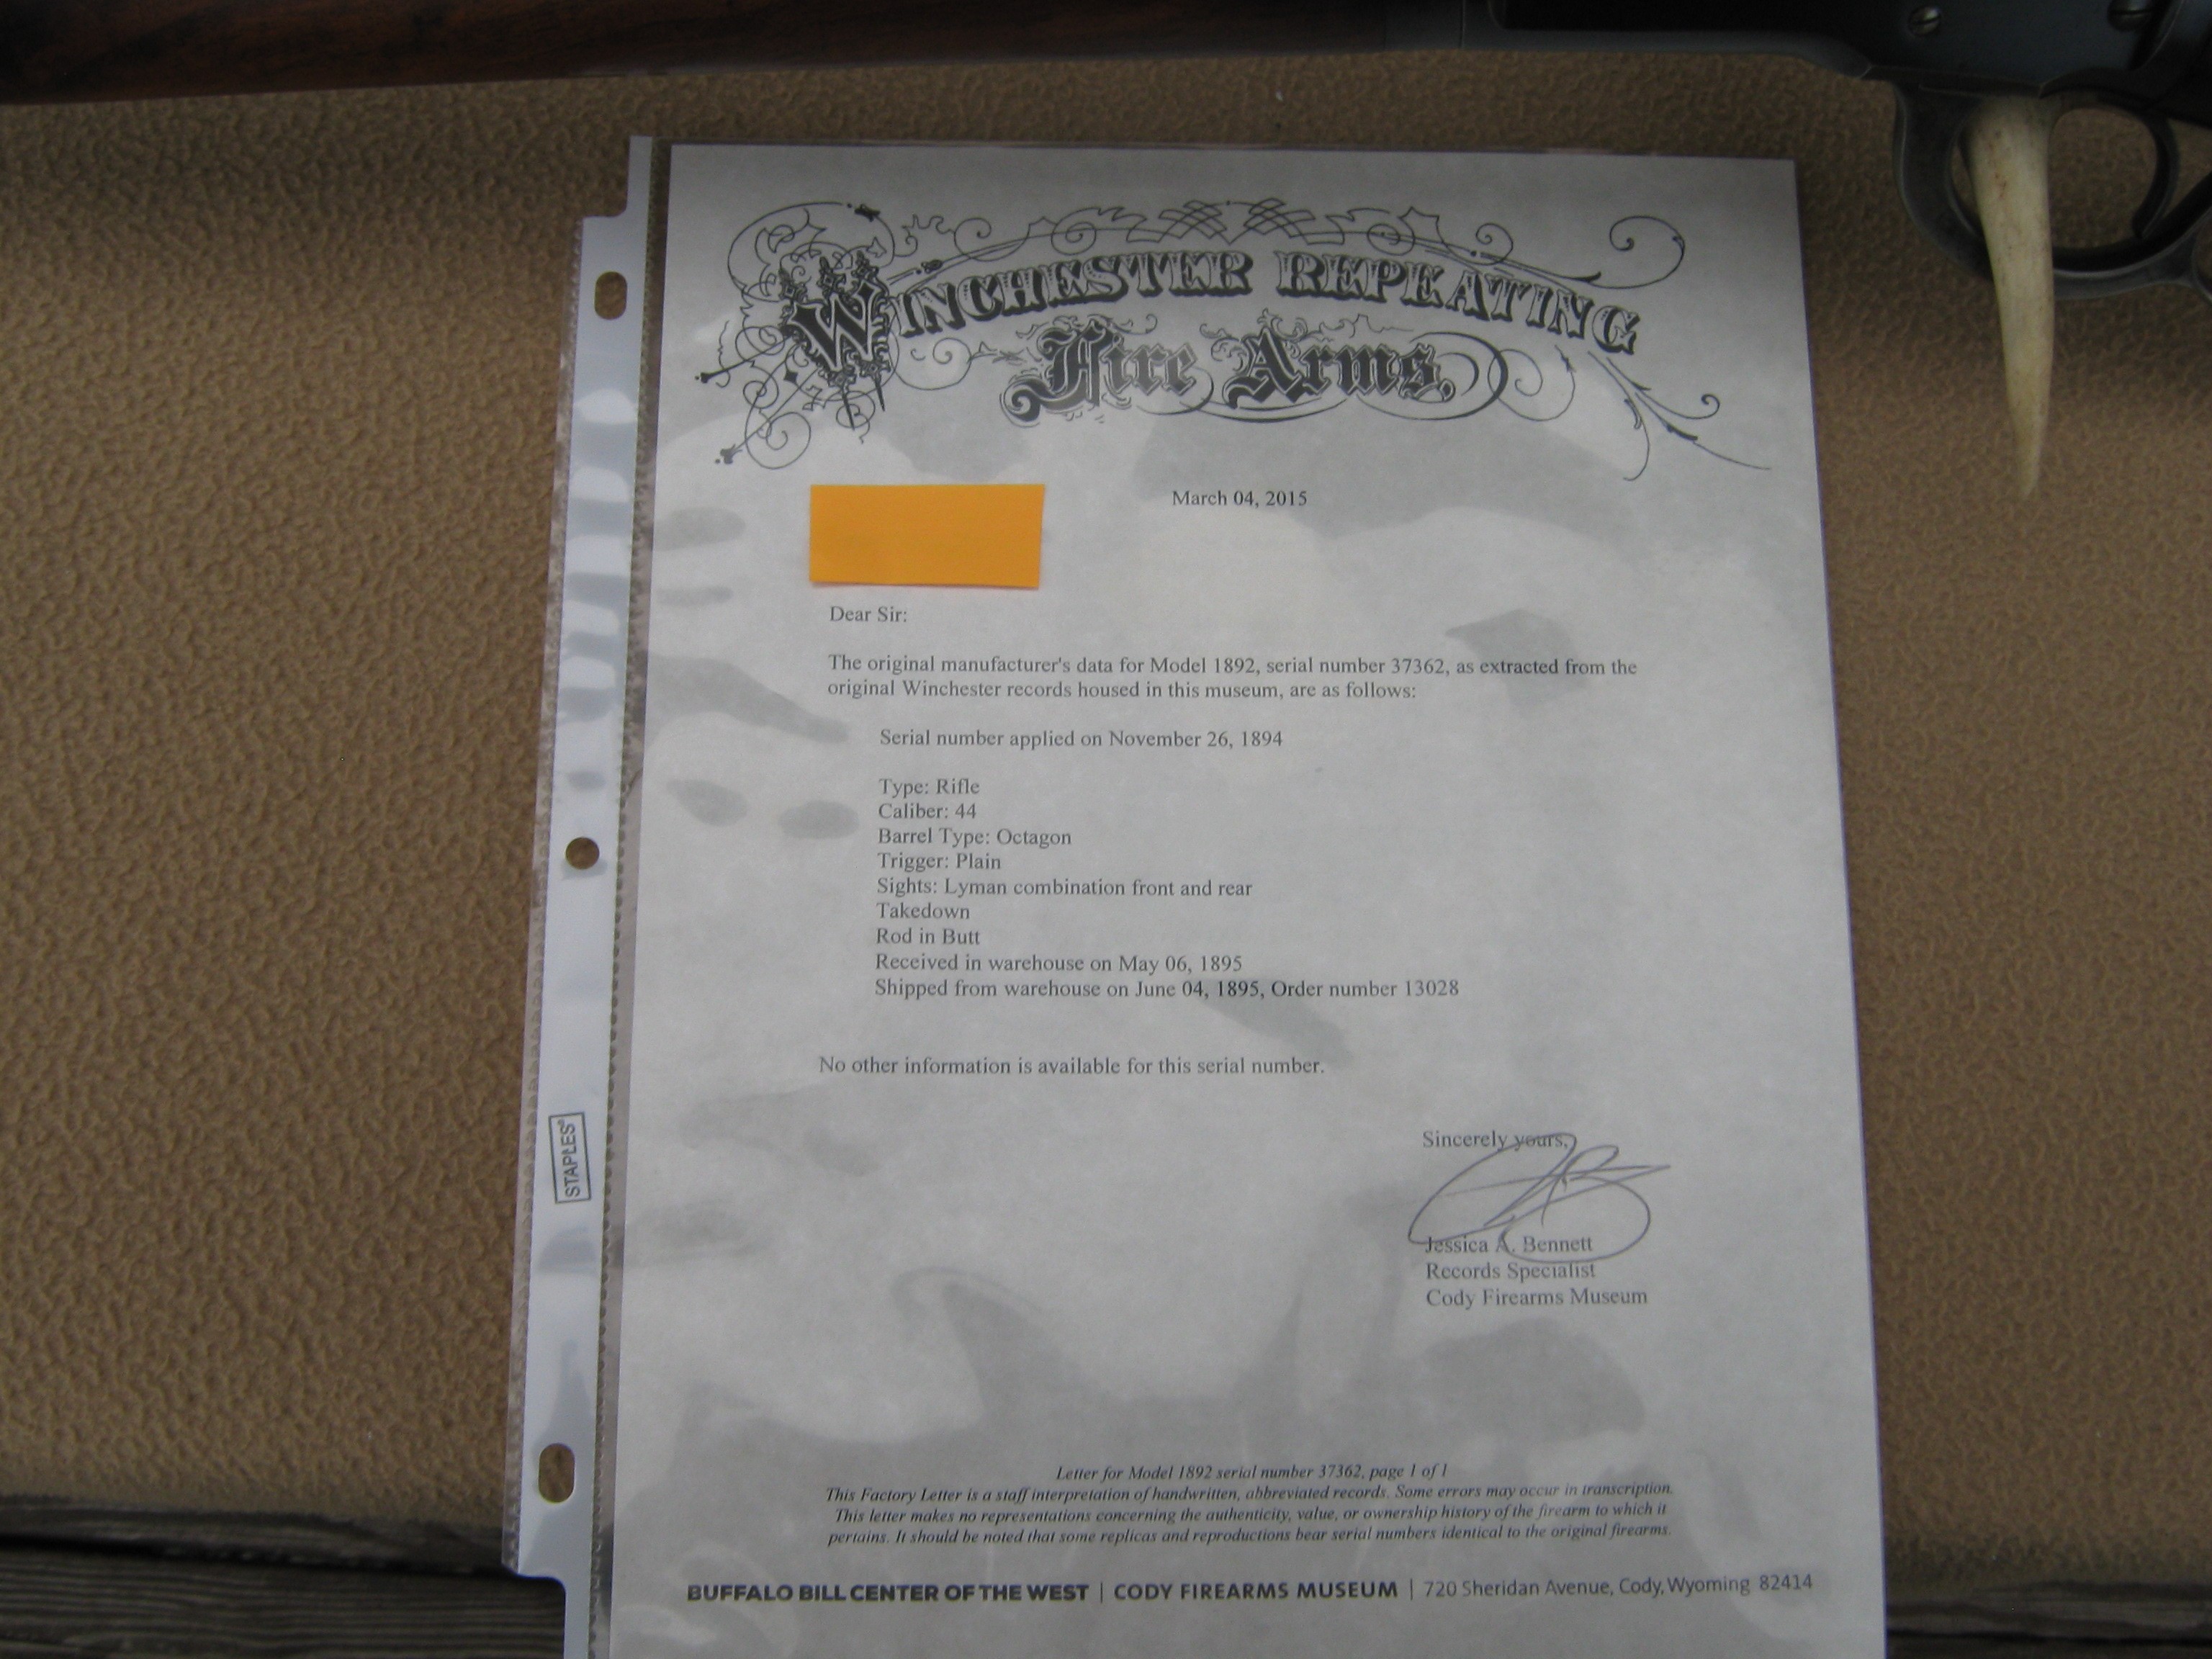 WINCHESTER REPEATING
Fire Arms.
March 04, 2015
Dear Sir:
The original manufacturer's data for Model 1892, serial number 37362, as extracted from the
original Winchester records housed in this museum, are as follows:
Serial number applied on November 26, 1894
Type: Rifle
Caliber: 44
Barrel Type: Octagon
Trigger: Plain
Sights: Lyman combination front and rear
Takedown
Rod in Butt
Received in warehouse on May 06, 1895
Shipped from warehouse on June 04, 1895, Order number 13028
No other information is available for this serial number.
STAPLES®
Sincerely yours,
Jessica A. Bennett
Records Specialist
Cody Firearms Museum
Letter for Model 1892 serial number 37362, page 1 of 1
This Factory Letter is a staff interpretation of handwritten, abbreviated records. Some errors may occur in transcription.
This letter makes no representations concerning the authenticity, value, or ownership history of the firearm to which it
pertains. It should be noted that some replicas and reproductions bear serial numbers identical to the original firearms.
BUFFALO BILL CENTER OF THE WEST | CODY FIREARMS MUSEUM | 720 Sheridan Avenue, Cody, Wyoming 82414